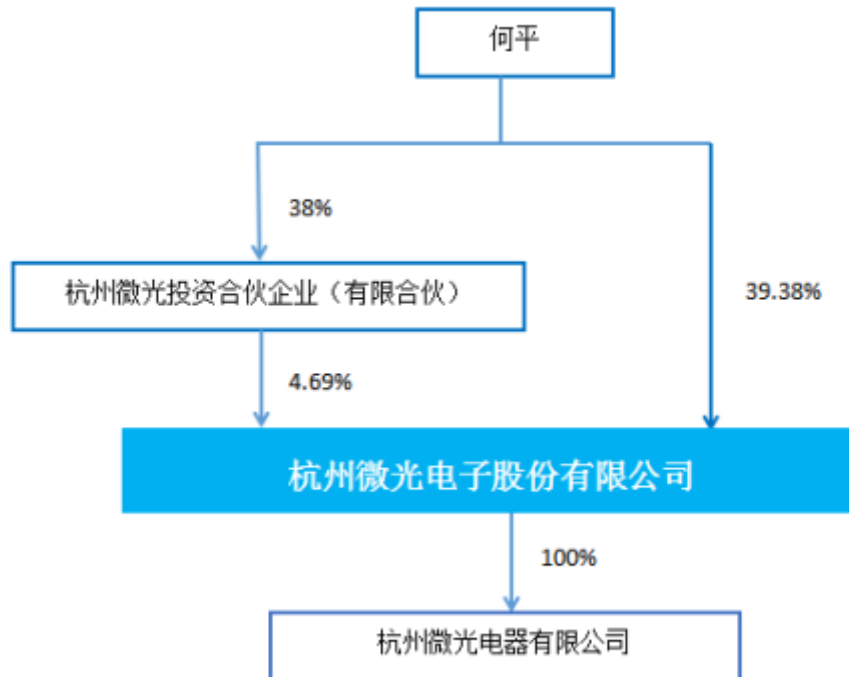 何平
38%
杭州微光投资合伙企业（有限合伙）
39.38%
4.69%
杭州微光电子股份有限公司
100%
杭州微光电器有限公司